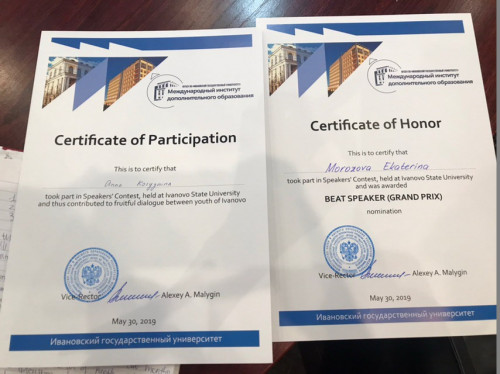 Международный институт
дополнительного образования
Certificate of Participation
This is to certify that
took part in Speakers' Contest, held at Ivanovo State University
and thus contributed to fruitful dialogue between youth of Ivanovo
Vice-Rector Alexey A. Malygin
May 30, 2019
Ивановский государственный университет
Международный институт
дополнительного образования
Certificate of Honor
This is to certify that
Morozova Ekaterina
took part in Speakers' Contest, held at Ivanovo State University
and was awarded
BEAT SPEAKER (GRAND PRIX)
nomination
Vice-Rector Alexey A. Malygin
May 30, 2019
Ивановский государственный университет